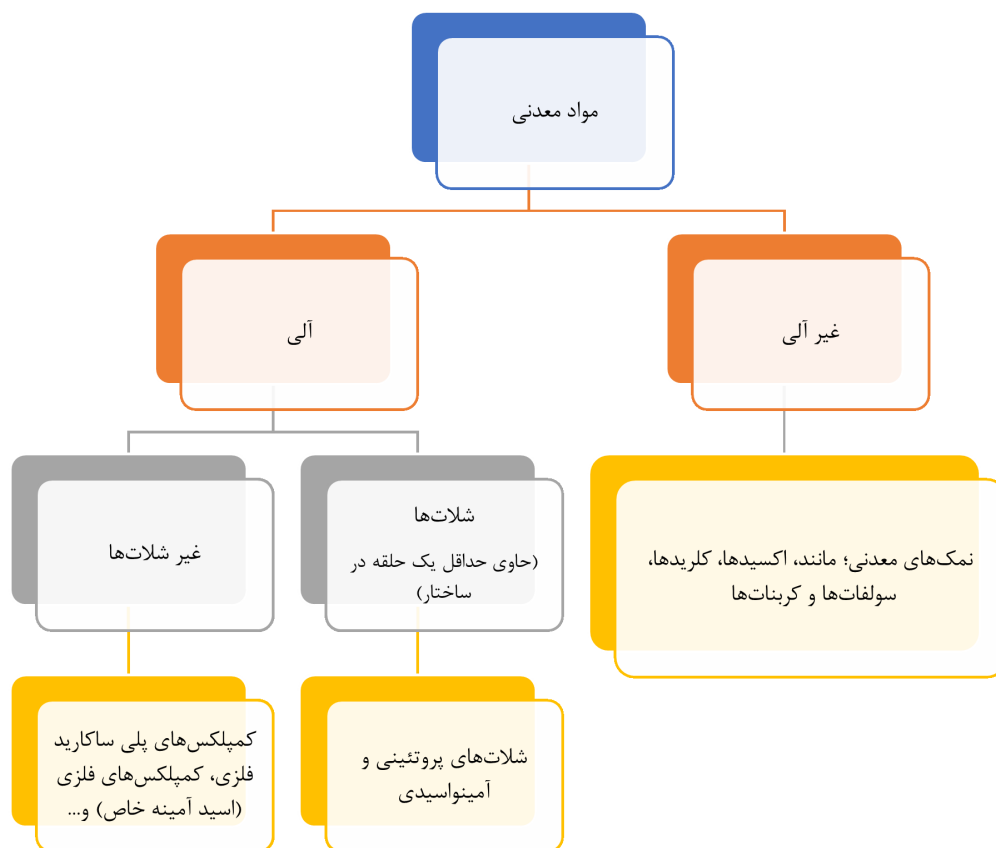 مواد معدنی
غیر آلی
آلی
نمک‌های معدنی؛ مانند، اکسیدها، کلریدها،
سولفات‌ها و کربنات‌ها
شلات‌ها
(حاوی حداقل یک حلقه در
ساختار)
غیر شلات‌ها
شلات‌های پروتئینی و
آمینواسیدی
کمپلکس‌های پلی ساکارید
فلزی، کمپلکس‌های فلزی
(اسید آمینه خاص) و...